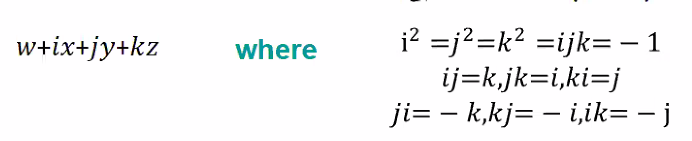 w+ix+jy+kz where i² =j²=k² =ijk= − 1
ij=k,jk=i,ki=j
ji= − k,kj= − i,ik= − j